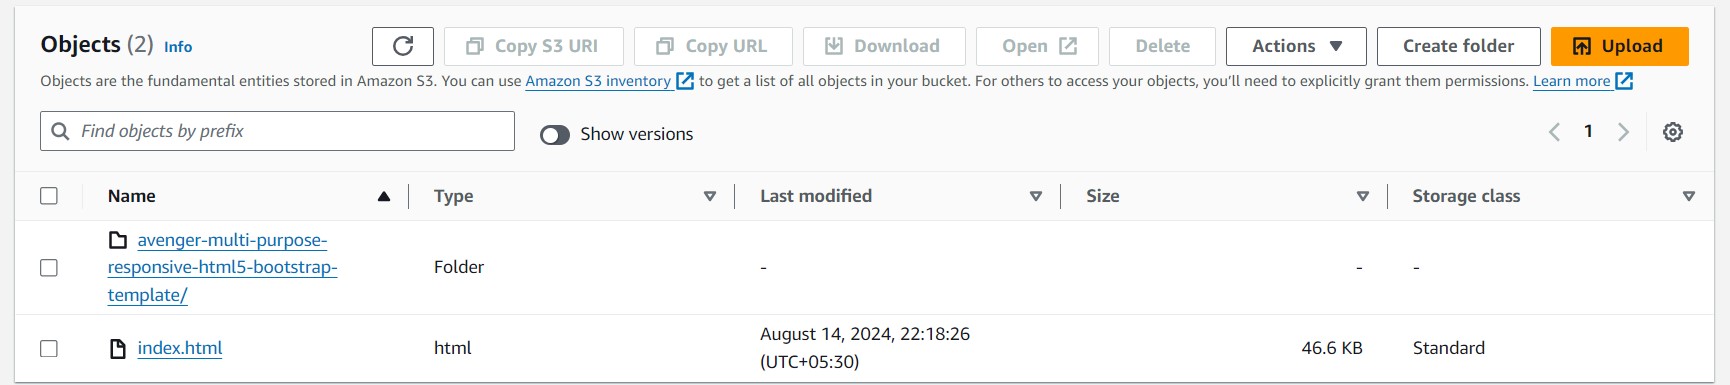 Objects (2) Info Copy S3 URI Copy URL Download Open Delete Actions Create folder Upload
Objects are the fundamental entities stored in Amazon S3. You can use Amazon S3 inventory to get a list of all objects in your bucket. For others to access your objects, you’ll need to explicitly grant them permissions. Learn more
Find objects by prefix Show versions 1
Name Type Last modified Size Storage class
avenger-multi-purpose-
responsive-html5-bootstrap- Folder - - -
template/
August 14, 2024, 22:18:26
index.html html 46.6 KB Standard
(UTC+05:30)